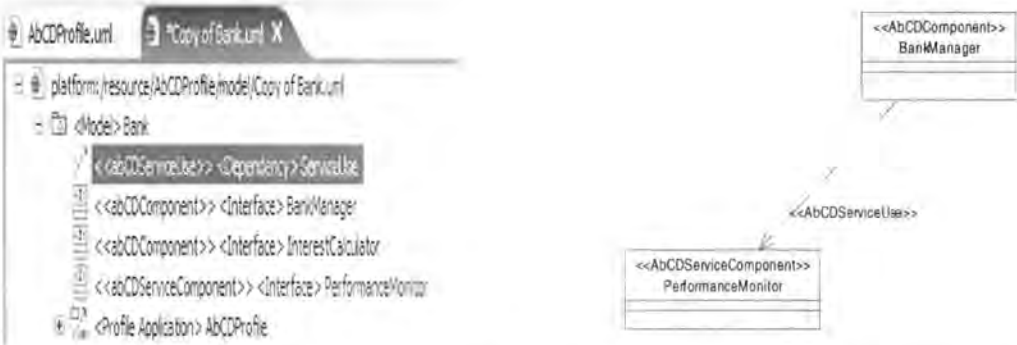 AbCDProfile.uml *Copy of Bank.uml X
platform:/resource/AbCDProfile/model/Copy of Bank.uml
<Model> Bank
<<abCDServiceUse>> <Dependency> ServiceUse
<<abCDComponent>> <Interface> BankManager
<<abCDComponent>> <Interface> InterestCalculator
<<abCDServiceComponent>> <Interface> PerformanceMonitor
<Profile Application> AbCDProfile
<<AbCDComponent>>
BankManager
<<AbCDServiceUse>>
<<AbCDServiceComponent>>
PerformanceMonitor